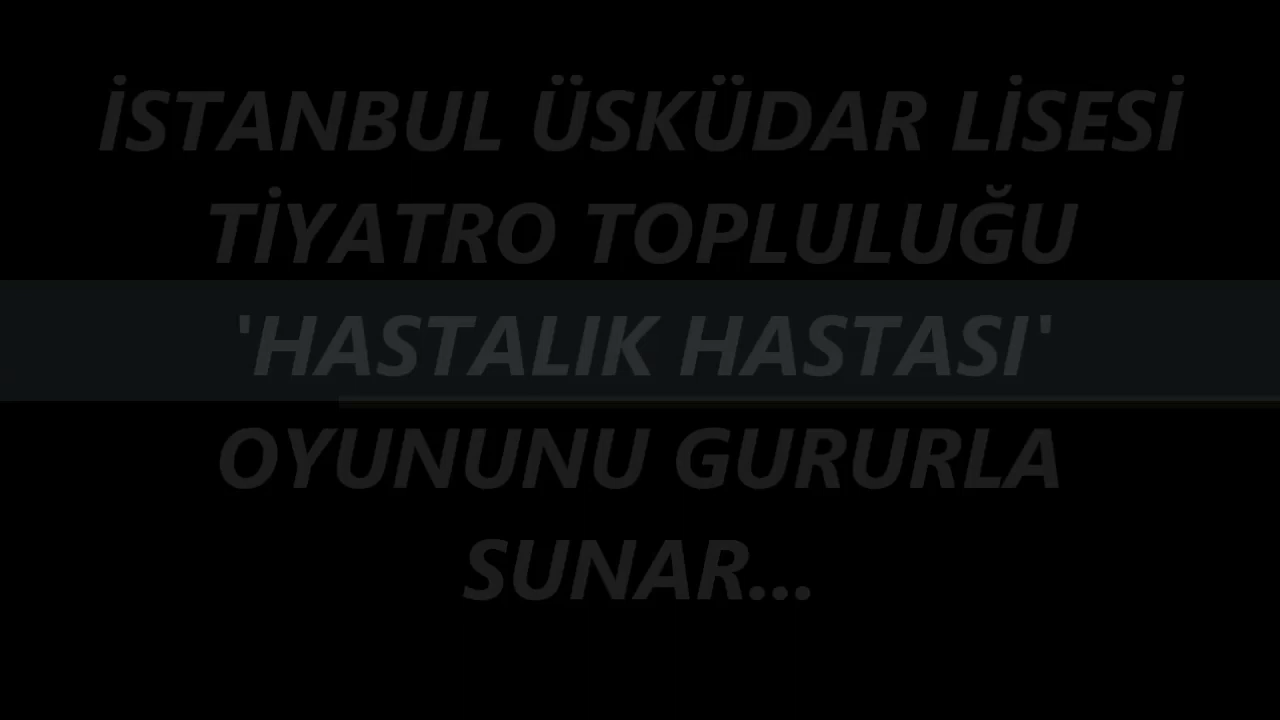 İSTANBUL ÜSKÜDAR LİSESİ
TİYATRO TOPLULUĞU
'HASTALIK HASTASI'
OYUNUNU GURURLA
SUNAR...